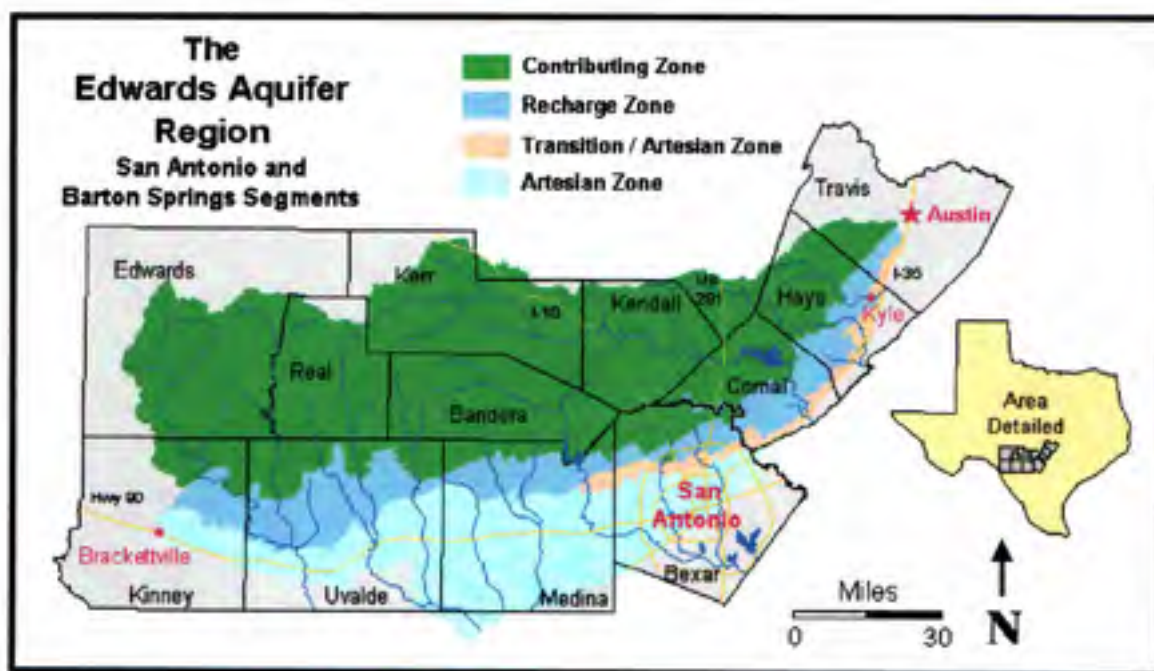 The
Edwards Aquifer
Region
San Antonio and
Barton Springs Segments
Contributing Zone
Recharge Zone
Transition / Artesian Zone
Artesian Zone
Travis
Austin
Edwards
Kerr
I-35
Kendall
US
281
Hays
Kyle
I-10
Real
Comal
Bandera
Area
Detailed
Hwy 90
San
Antonio
Brackettville
Bexar
Kinney
Uvalde
Medina
Miles
0 30
N